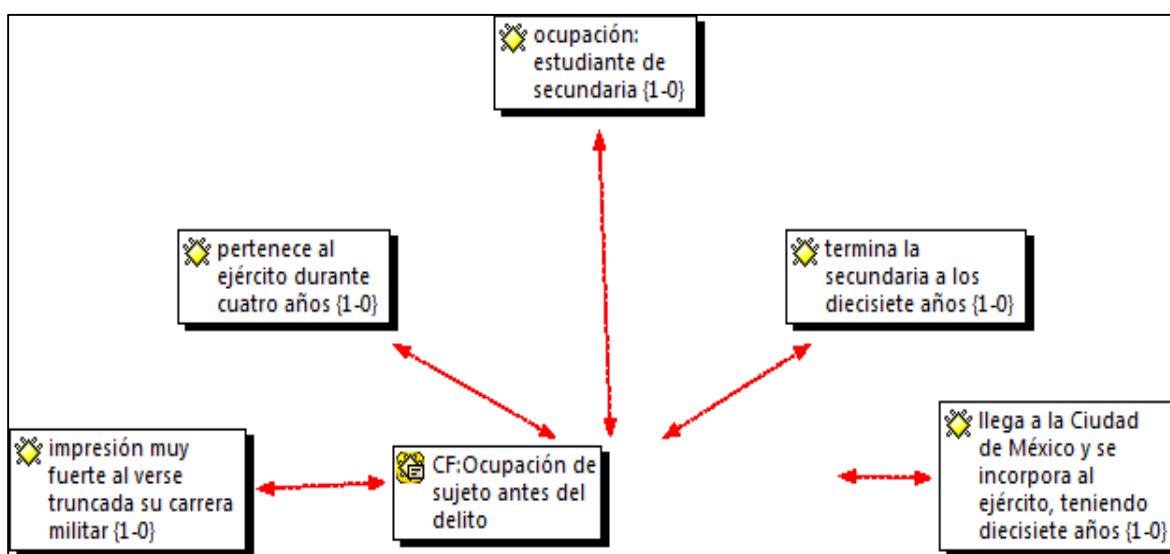 ocupación:
estudiante de
secundaria {1-0}
pertenece al
ejército durante
cuatro años {1-0}
termina la
secundaria a los
diecisiete años {1-0}
impresión muy
fuerte al verse
truncada su carrera
militar {1-0}
CF:Ocupación de
sujeto antes del
delito
llega a la Ciudad
de México y se
incorpora al
ejército, teniendo
diecisiete años {1-0}